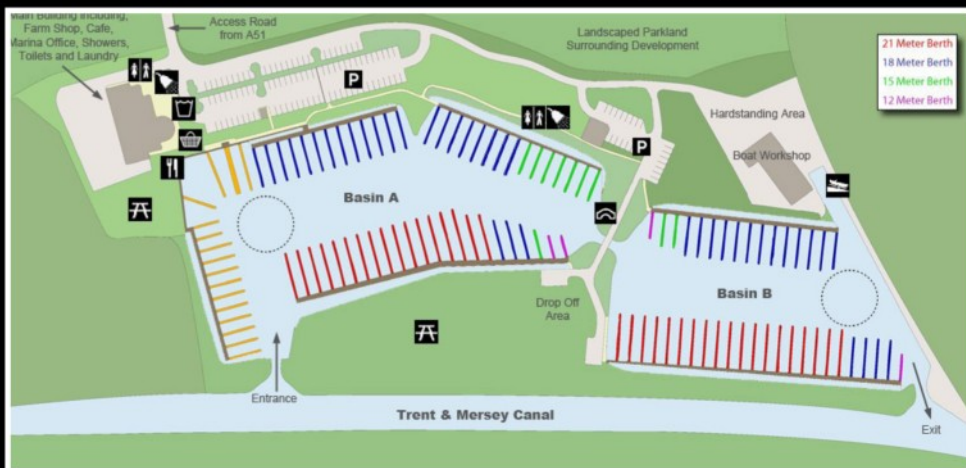 Main Building Including,
Farm Shop, Cafe,
Marina Office, Showers,
Toilets and Laundry
Access Road
from A51
Landscaped Parkland
Surrounding Development
21 Meter Berth
18 Meter Berth
15 Meter Berth
12 Meter Berth
P
P
Hardstanding Area
Boat Workshop
Basin A
Basin B
Drop Off
Area
Entrance
Trent & Mersey Canal
Exit